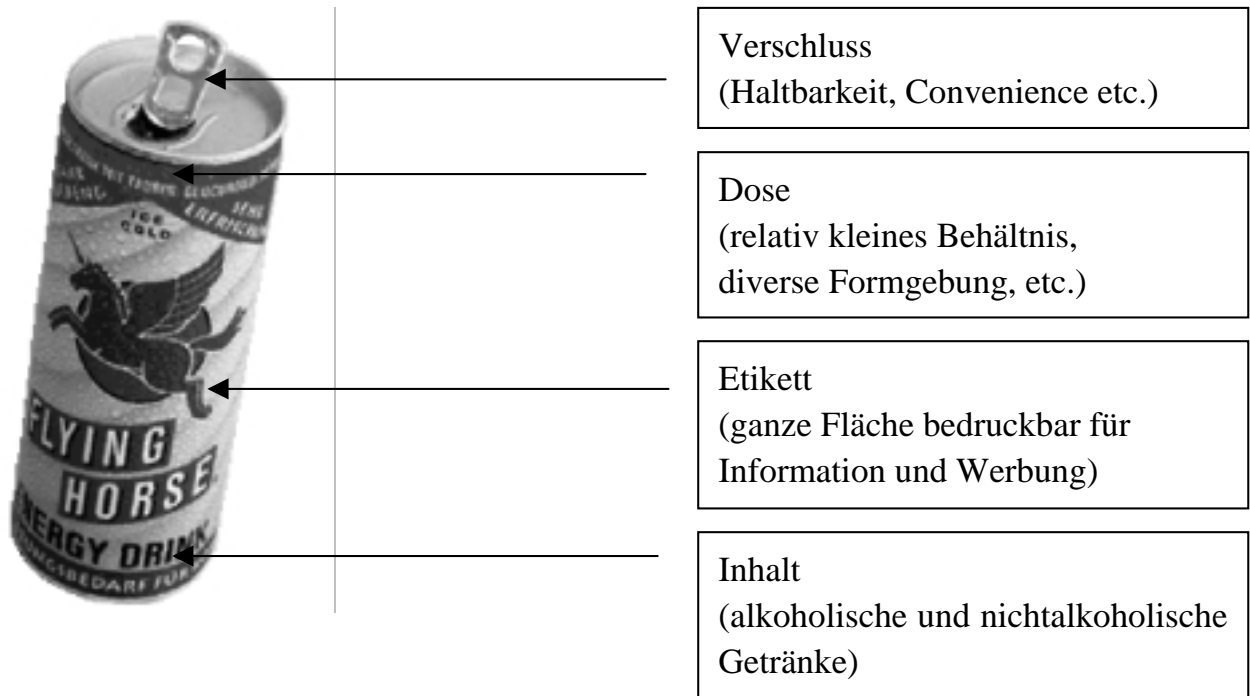 Verschluss
(Haltbarkeit, Convenience etc.)
Dose
(relativ kleines Behältnis,
diverse Formgebung, etc.)
Etikett
(ganze Fläche bedruckbar für
Information und Werbung)
Inhalt
(alkoholische und nichtalkoholische
Getränke)
ICE
COLD
FLYING
HORSE
ENERGY DRINK